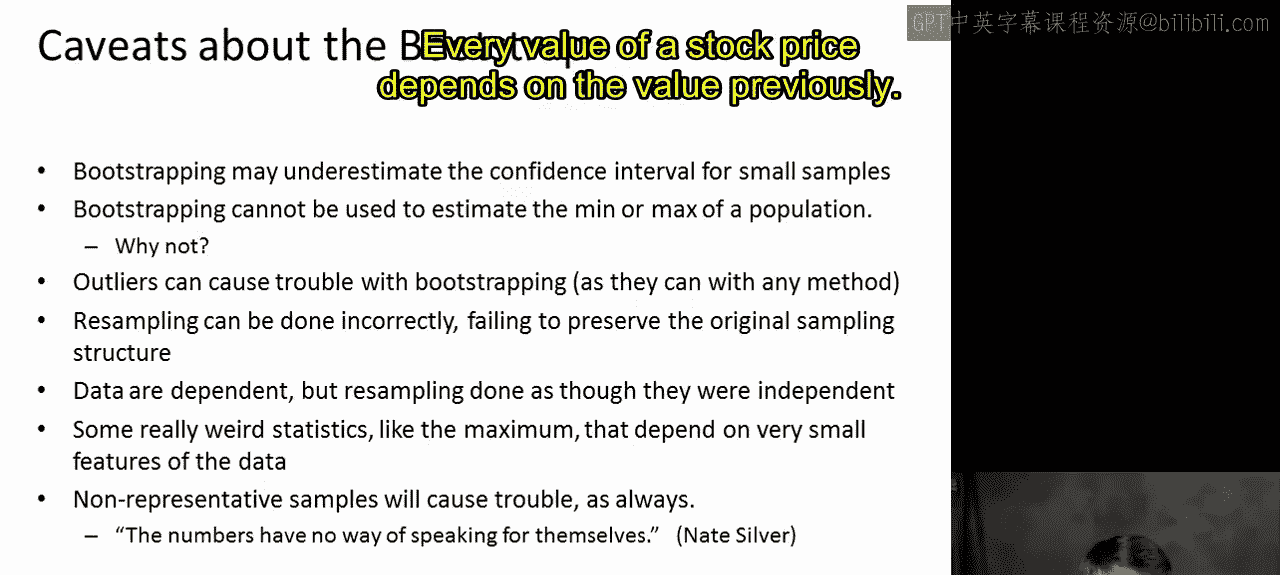 GPT中英字幕课程资源@bilibili.com
Caveats about the B
Every value of a stock price
depends on the value previously.
• Bootstrapping may underestimate the confidence interval for small samples
• Bootstrapping cannot be used to estimate the min or max of a population.
– Why not?
• Outliers can cause trouble with bootstrapping (as they can with any method)
• Resampling can be done incorrectly, failing to preserve the original sampling
structure
• Data are dependent, but resampling done as though they were independent
• Some really weird statistics, like the maximum, that depend on very small
features of the data
• Non-representative samples will cause trouble, as always.
– “The numbers have no way of speaking for themselves.” (Nate Silver)